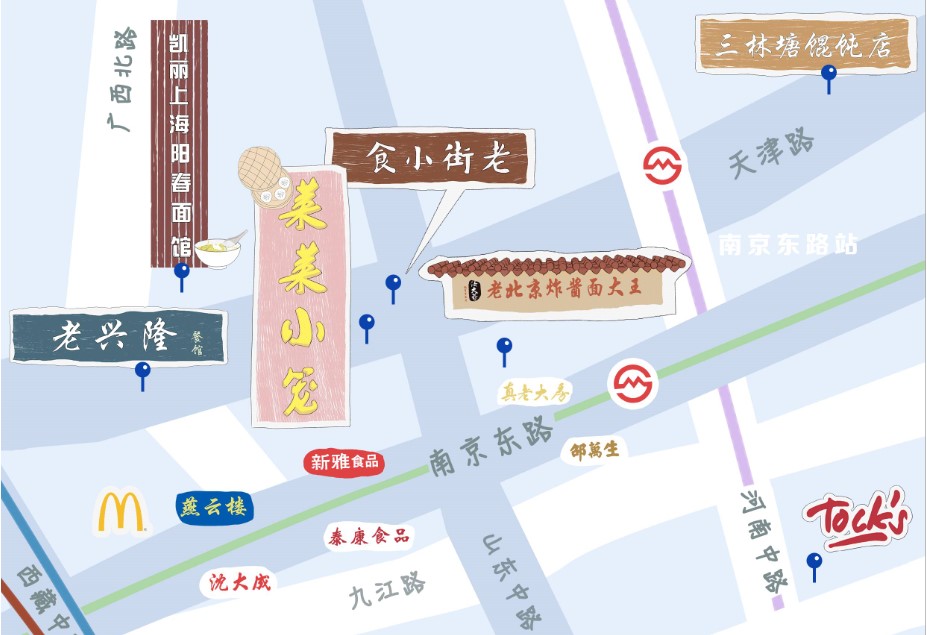 广西北路
凯丽上海阳春面馆
三林塘馄饨店
食小街老
天津路
莱莱小笼
南京东路站
老北京炸酱面大王
老兴隆
餐馆
真老大房
南京东路
邵萬生
新雅食品
燕云楼
泰康食品
沈大成
九江路
山东中路
河南中路
Tock's
西藏中